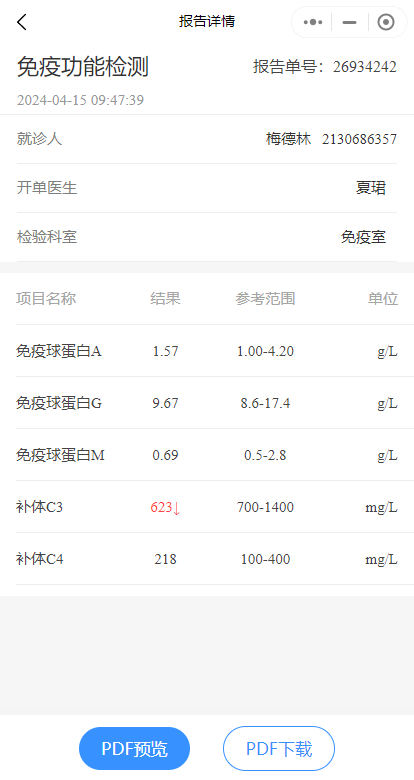 报告详情
免疫功能检测 报告单号：26934242
2024-04-15 09:47:39
就诊人 梅德林 2130686357
开单医生 夏珺
检验科室 免疫室
项目名称 结果 参考范围 单位
免疫球蛋白A 1.57 1.00-4.20 g/L
免疫球蛋白G 9.67 8.6-17.4 g/L
免疫球蛋白M 0.69 0.5-2.8 g/L
补体C3 623↓ 700-1400 mg/L
补体C4 218 100-400 mg/L
PDF预览 PDF下载